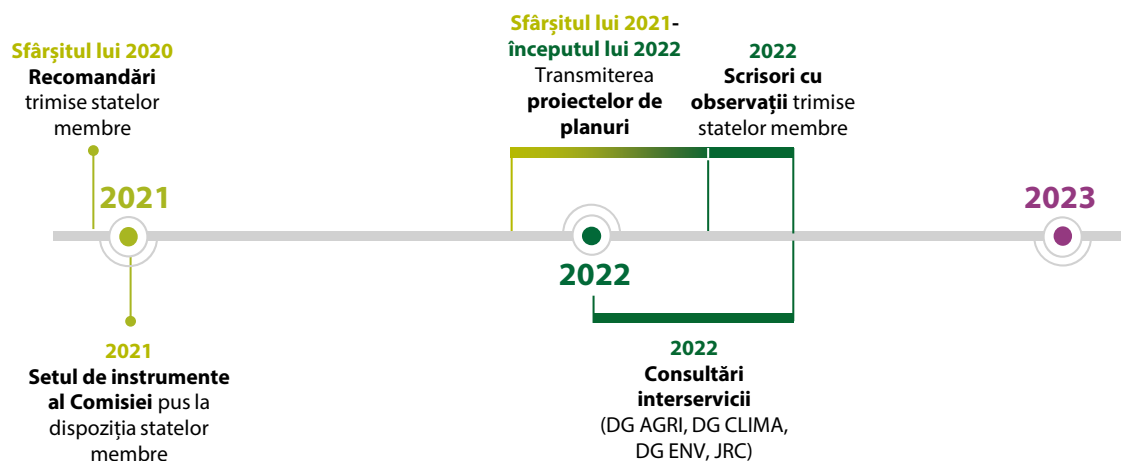 Sfârșitul lui 2020
Recomandări
trimise statelor
membre
Sfârșitul lui 2021-
începutul lui 2022
Transmiterea
proiectelor de
planuri
2022
Scrisori cu
observații trimise
statelor membre
2021
2022
2023
2021
Setul de instrumente
al Comisiei pus la
dispoziția statelor
membre
2022
Consultări
interservicii
(DG AGRI, DG CLIMA,
DG ENV, JRC)